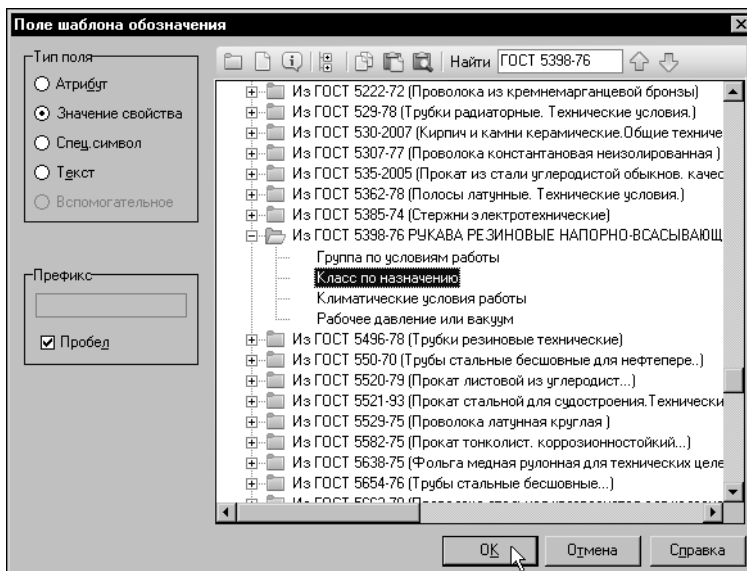 Поле шаблона обозначения
Тип поля
Атрибут
Значение свойства
Спец.символ
Текст
Вспомогательное
Префикс
Пробел
Найти ГОСТ 5398-76
Из ГОСТ 5222-72 (Проволока из кремнемарганцевой бронзы)
Из ГОСТ 529-78 (Трубки радиаторные. Технические условия.)
Из ГОСТ 530-2007 (Кирпич и камни керамические.Общие техниче
Из ГОСТ 5307-77 (Проволока константановая неизолированная )
Из ГОСТ 535-2005 (Прокат из стали углеродистой обыкнов. качес
Из ГОСТ 5362-78 (Полосы латунные. Технические условия.)
Из ГОСТ 5385-74 (Стержни электротехнические)
Из ГОСТ 5398-76 РУКАВА РЕЗИНОВЫЕ НАПОРНО-ВСАСЫВАЮЩ
Группа по условиям работы
Класс по назначению
Климатические условия работы
Рабочее давление или вакуум
Из ГОСТ 5496-78 (Трубки резиновые технические)
Из ГОСТ 550-70 (Трубы стальные бесшовные для нефтепере..)
Из ГОСТ 5520-79 (Прокат листовой из углеродист...)
Из ГОСТ 5521-93 (Прокат стальной для судостроения.Технически
Из ГОСТ 5529-75 (Проволока латунная круглая )
Из ГОСТ 5582-75 (Прокат тонколист. коррозионностойкий...)
Из ГОСТ 5638-75 (Фольга медная рулонная для технических целе
Из ГОСТ 5654-76 (Трубы стальные бесшовные...)
OK
Отмена
Справка